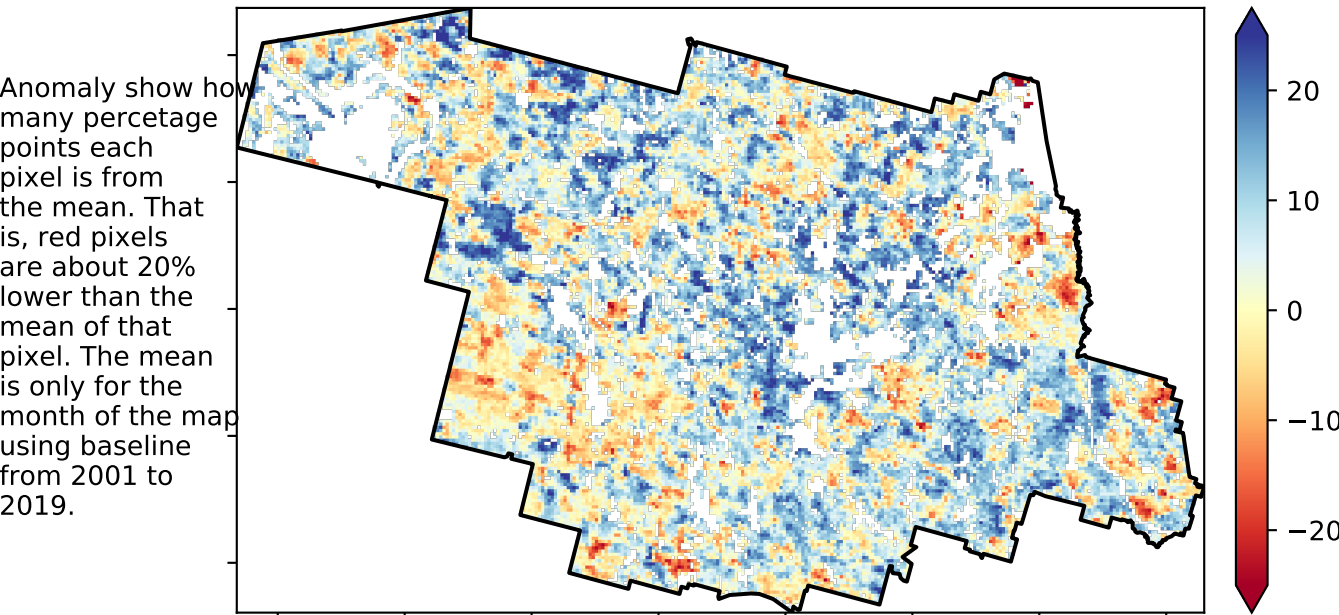 Anomaly show how
many percetage
points each
pixel is from
the mean. That
is, red pixels
are about 20%
lower than the
mean of that
pixel. The mean
is only for the
month of the map
using baseline
from 2001 to
2019.
20
10
0
−10
−20